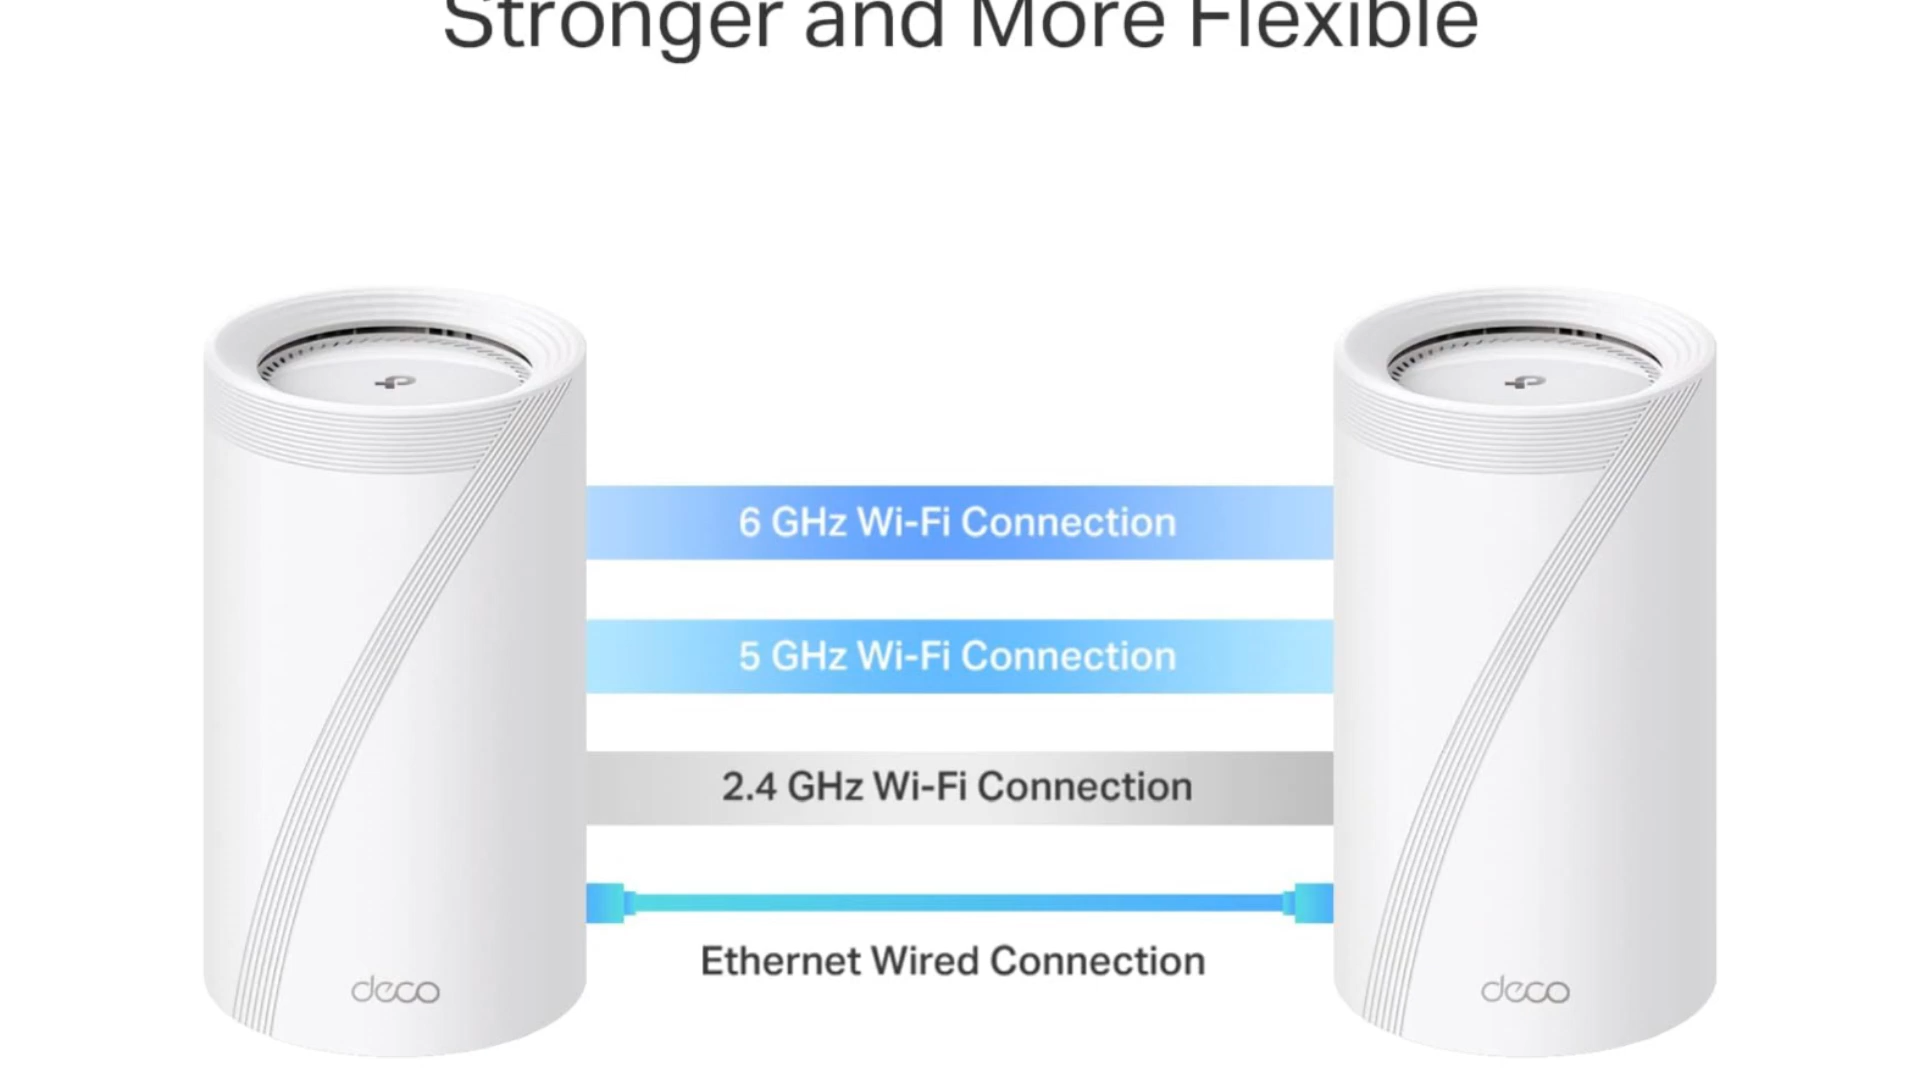 Stronger and More Flexible
6 GHz Wi-Fi Connection
5 GHz Wi-Fi Connection
2.4 GHz Wi-Fi Connection
Ethernet Wired Connection
deco
deco